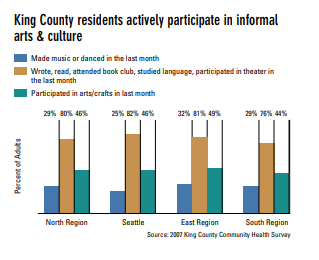 King County residents actively participate in informal
arts & culture
Made music or danced in the last month
Wrote, read, attended book club, studied language, participated in theater in
the last month
Participated in arts/crafts in last month
29% 80% 46% 25% 82% 46% 32% 81% 49% 29% 76% 44%
Percent of Adults
North Region Seattle East Region South Region
Source: 2007 King County Community Health Survey